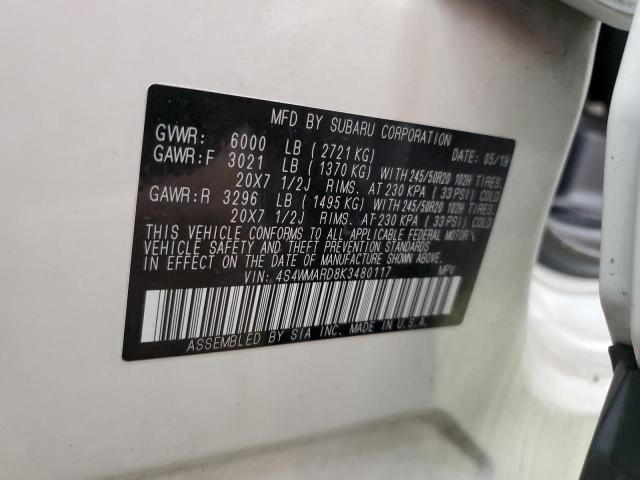 MFD BY SUBARU CORPORATION
GVWR: 6000 LB (2721KG) DATE: 05/19
GAWR:F 3021 LB (1370 KG) WITH 245/50R20 102H TIRES,
20X7 1/2J RIMS. AT 230 KPA (33 PSI) COLD
GAWR:R 3296 LB (1495 KG) WITH 245/50R20 102H TIRES,
20X7 1/2J RIMS. AT 230 KPA (33 PSI) COLD
THIS VEHICLE CONFORMS TO ALL APPLICABLE FEDERAL MOTOR
VEHICLE SAFETY AND THEFT PREVENTION STANDARDS
IN EFFECT ON THE DATE OF MANUFACTURE SHOWN ABOVE.
VIN: 4S4WMARD8K3480117 MPV
ASSEMBLED BY SIA INC. MADE IN U.S.A.